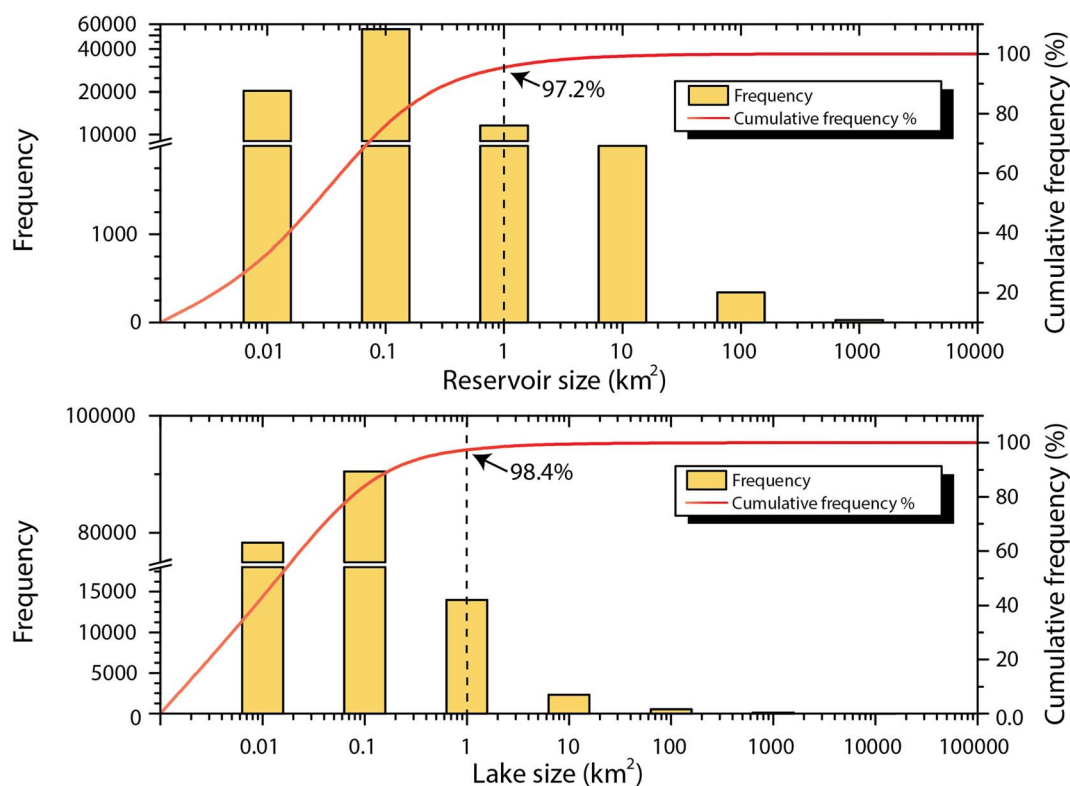 Frequency
60000
40000
20000
10000
1000
0
97.2%
Frequency
Cumulative frequency %
100
80
60
40
20
Cumulative frequency (%)
0.01 0.1 1 10 100 1000 10000
Reservoir size (km²)
Frequency
100000
80000
15000
10000
5000
0
98.4%
Frequency
Cumulative frequency %
100
80
60
40
20
0.0
Cumulative frequency (%)
0.01 0.1 1 10 100 1000 10000 100000
Lake size (km²)